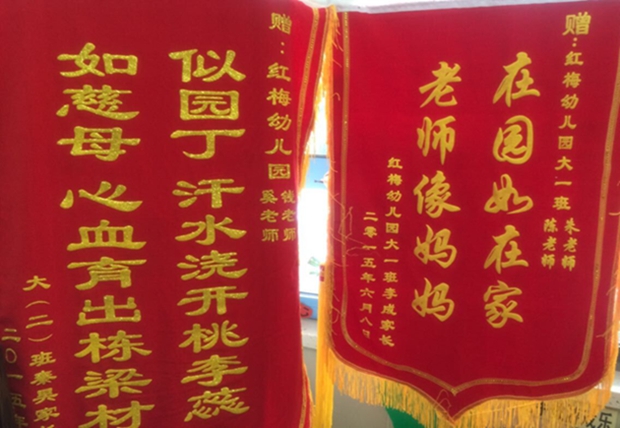 赠：红梅幼儿园
钱老师
奚老师
似园丁 汗水浇开桃李蕊
如慈母 心血育出栋梁材
大（二）班秦昊家长
二〇一五年
赠：红梅幼儿园大一班
朱老师
陈老师
在园如在家
老师像妈妈
红梅幼儿园大一班李成家长
二零一五年六月八日
乐